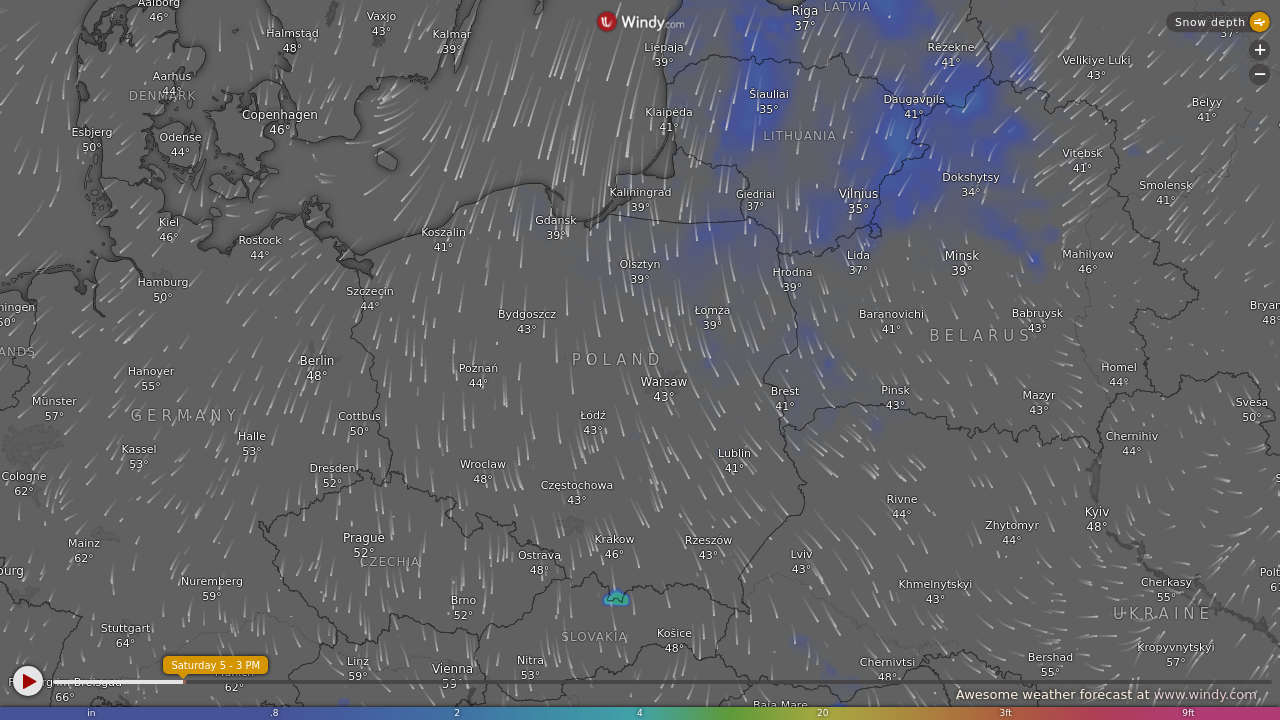 Aalborg
46°
Halmstad
48°
Vaxjo
43°
Kalmar
39°
Windy.com
Riga
37°
LATVIA
Snow depth
37°
Liepaja
39°
Rēzekne
41°
Velikiye Luki
43°
Aarhus
44°
DENMARK
Copenhagen
46°
Klaipėda
41°
Šiauliai
35°
LITHUANIA
Daugavpils
41°
Belyy
41°
Esbjerg
50°
Odense
44°
Vitebsk
41°
Kaliningrad
39°
Giedriai
37°
Vilnius
35°
Dokshytsy
34°
Smolensk
41°
Kiel
46°
Rostock
44°
Koszalin
41°
Gdansk
39°
Olsztyn
39°
Hrodna
39°
Lida
37°
Minsk
39°
Mahilyow
46°
Hamburg
50°
Szczecin
44°
Bydgoszcz
43°
Łomża
39°
Baranovichi
41°
Babruysk
43°
Bryan
48°
ningen
50°
ANDS
BELARUS
POLAND
Hanover
55°
Berlin
48°
Poznań
44°
Warsaw
43°
Brest
41°
Pinsk
43°
Mazyr
43°
Homel
44°
Münster
57°
GERMANY
Cottbus
50°
Łódź
43°
Svesa
50°
Kassel
53°
Halle
53°
Chernihiv
44°
Cologne
62°
Dresden
52°
Wroclaw
48°
Częstochowa
43°
Lublin
41°
Rivne
44°
Zhytomyr
44°
Kyiv
48°
Mainz
62°
Prague
52°
CZECHIA
Ostrava
48°
Krakow
46°
Rzeszów
43°
Lviv
43°
burg
Nuremberg
59°
Brno
52°
Khmelnytskyi
43°
Cherkasy
55°
Polt
UKRAINE
Stuttgart
64°
SLOVAKIA
Košice
48°
Kropyvnytskyi
57°
Saturday 5 - 3 PM
Linz
59°
Vienna
59
Nitra
53°
Chernivtsi
48°
Bershad
55°
66°
62°
Baia Mare
Awesome weather forecast at www.windy.com
in .8 2 4 20 3ft 9ft